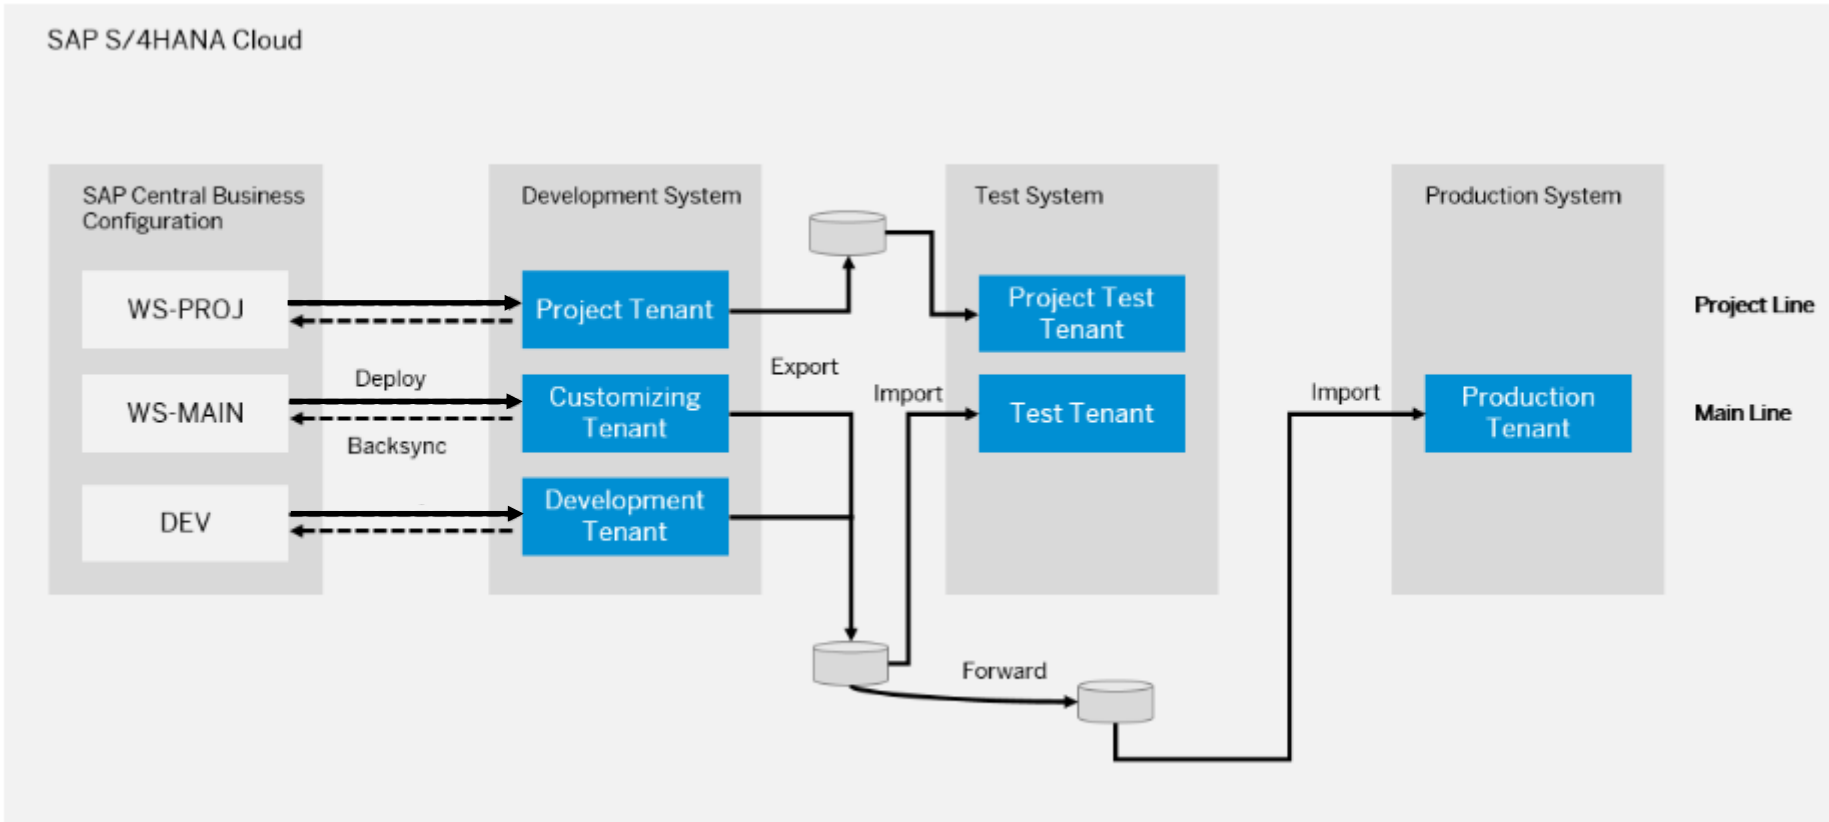 SAP S/4HANA Cloud
SAP Central Business
Configuration
WS-PROJ
WS-MAIN
DEV
Deploy
Backsync
Development System
Project Tenant
Customizing
Tenant
Development
Tenant
Export
Import
Forward
Test System
Project Test
Tenant
Test Tenant
Import
Production System
Production
Tenant
Project Line
Main Line